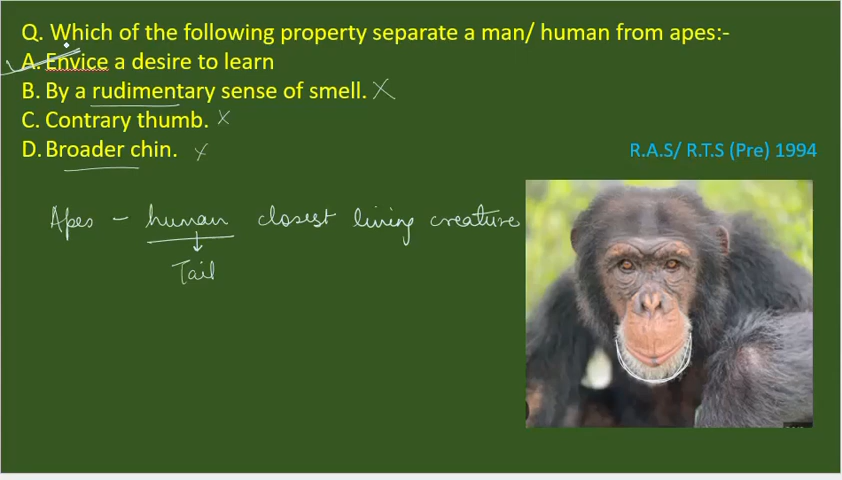 Q. Which of the following property separate a man/ human from apes:-
A. Envice a desire to learn
B. By a rudimentary sense of smell.
C. Contrary thumb.
D. Broader chin.
R.A.S/ R.T.S (Pre) 1994
Apes - human closest living creature
Tail